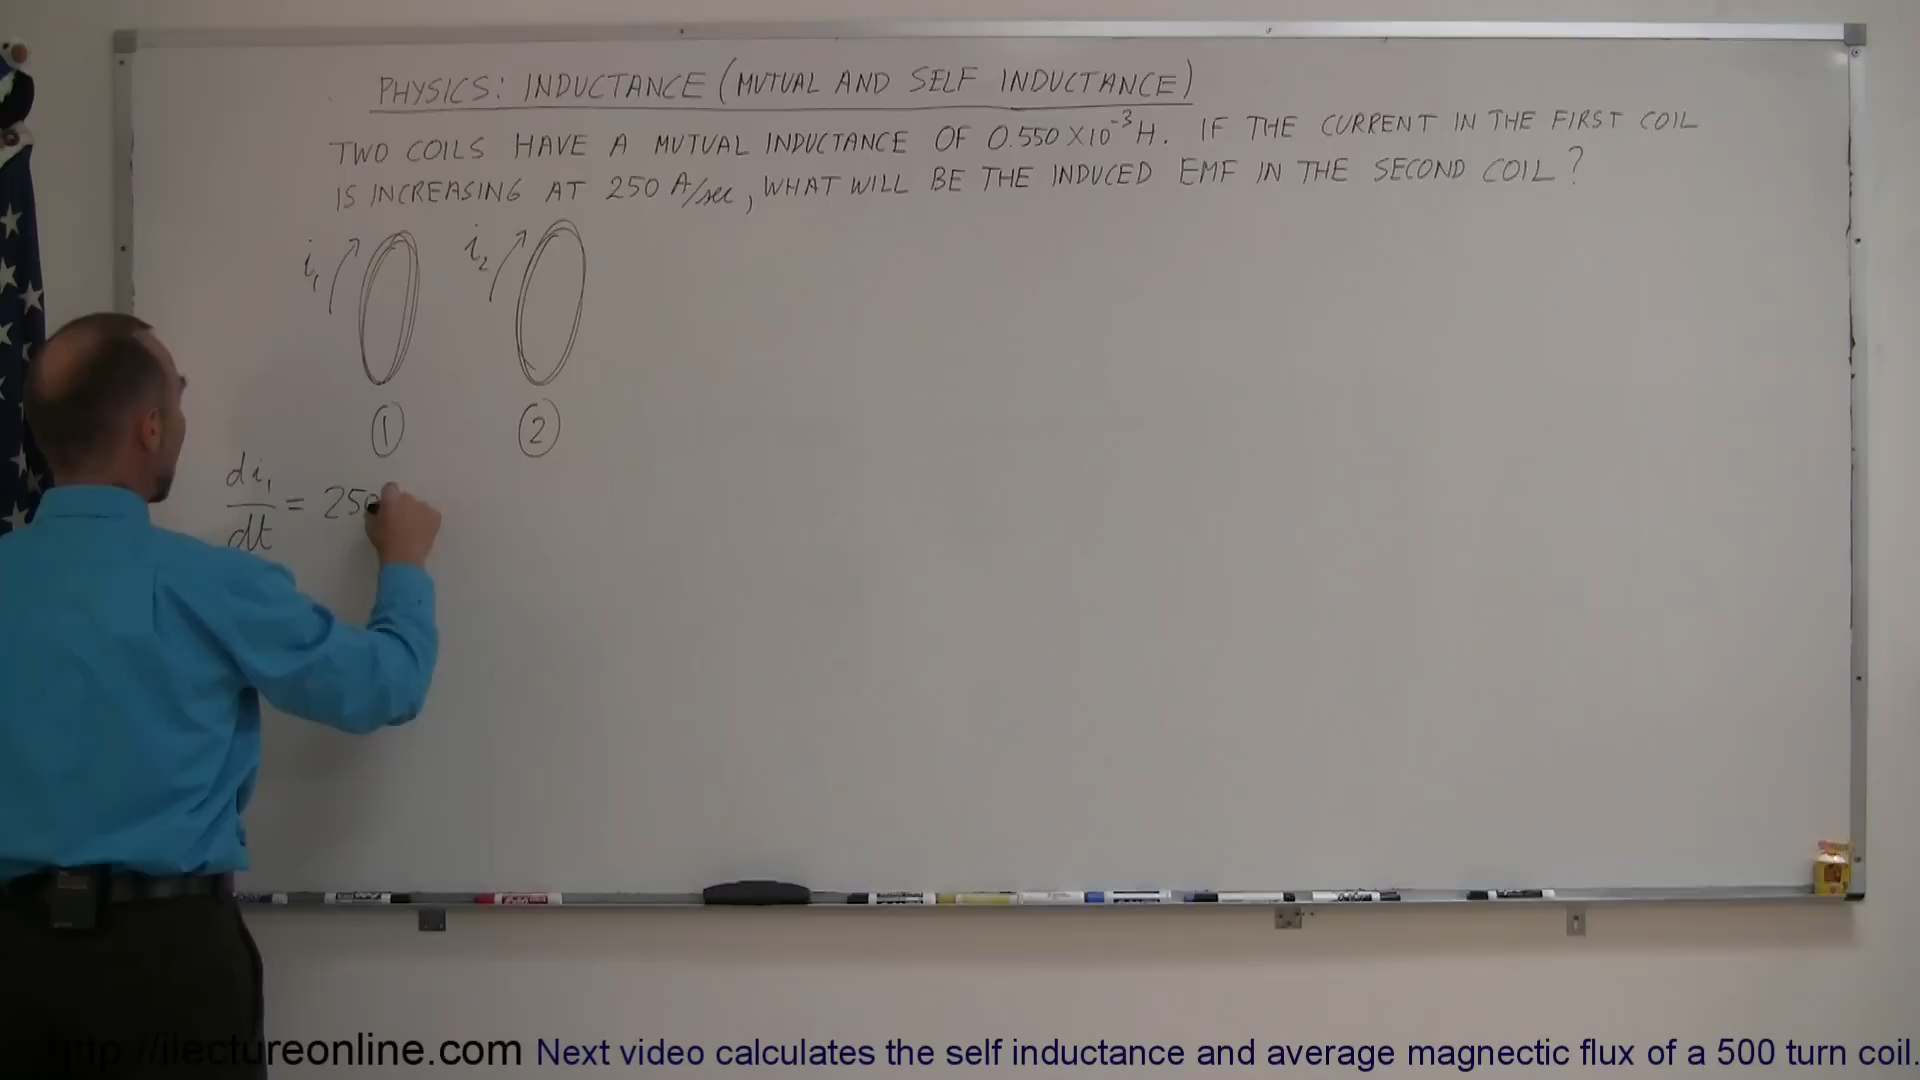 PHYSICS: INDUCTANCE (MUTUAL AND SELF INDUCTANCE)
TWO COILS HAVE A MUTUAL INDUCTANCE OF 0.550 X10⁻³ H. IF THE CURRENT IN THE FIRST COIL
IS INCREASING AT 250 A/sec, WHAT WILL BE THE INDUCED EMF IN THE SECOND COIL?
i₁ i₂
1 2
di₁/dt = 250
http://ilectureonline.com Next video calculates the self inductance and average magnectic flux of a 500 turn coil.